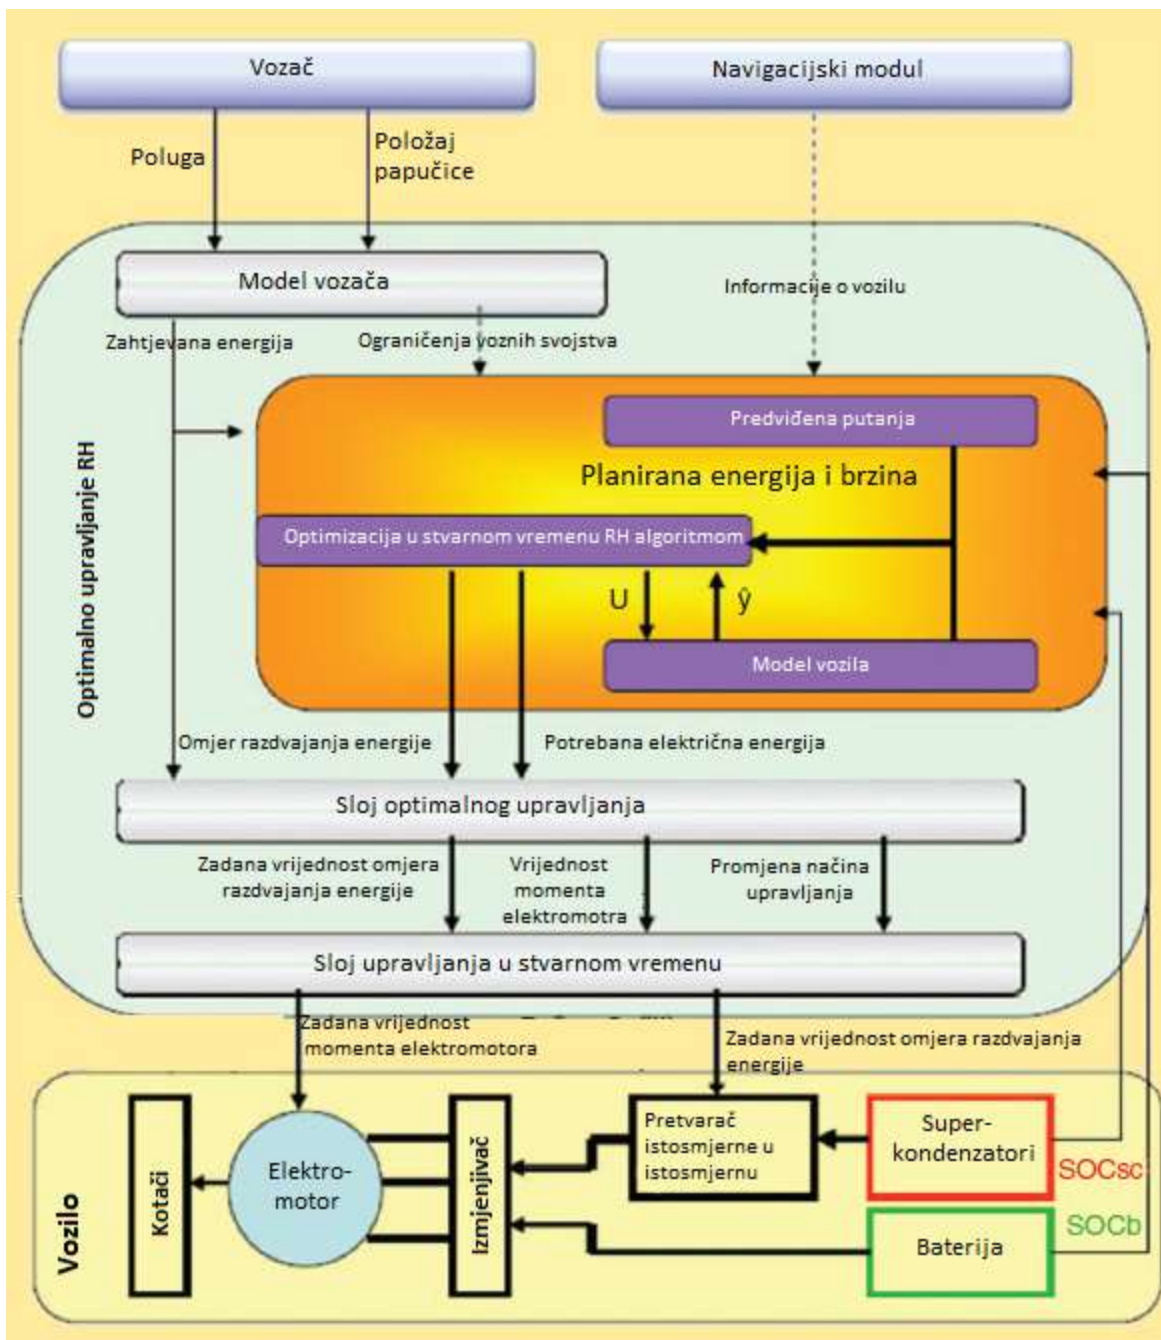 Vozač
Navigacijski modul
Poluga
Položaj
papučice
Model vozača
Informacije o vozilu
Zahtjevana energija
Ograničenja voznih svojstva
Optimalno upravljanje RH
Predviđena putanja
Planirana energija i brzina
Optimizacija u stvarnom vremenu RH algoritmom
U
ŷ
Model vozila
Omjer razdvajanja energije
Potrebana električna energija
Sloj optimalnog upravljanja
Zadana vrijednost omjera
razdvajanja energije
Vrijednost
momenta
elektromotra
Promjena načina
upravljanja
Sloj upravljanja u stvarnom vremenu
Zadana vrijednost
momenta elektromotora
Zadana vrijednost omjera razdvajanja
energije
Vozilo
Kotači
Elektro-
motor
Izmjenjivač
Pretvarač
istosmjerne u
istosmjernu
Super-
kondenzatori
SOCsc
SOCb
Baterija